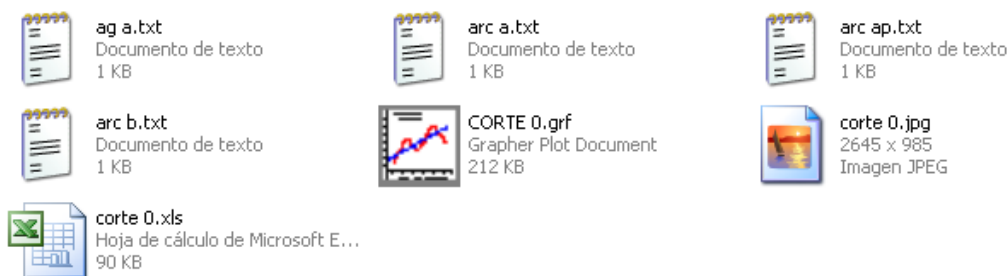 ag a.txt
Documento de texto
1 KB
arc a.txt
Documento de texto
1 KB
arc ap.txt
Documento de texto
1 KB
arc b.txt
Documento de texto
1 KB
CORTE 0.grf
Grapher Plot Document
212 KB
corte 0.jpg
2645 x 985
Imagen JPEG
corte 0.xls
Hoja de cálculo de Microsoft E...
90 KB